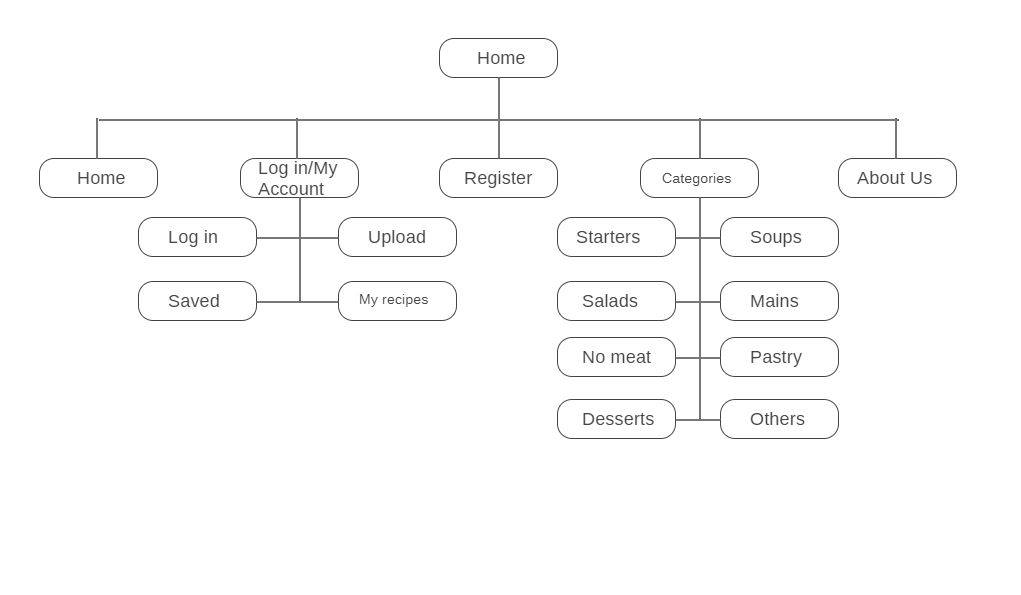 Home
Home
Log in/My
Account
Register
Categories
About Us
Log in
Upload
Starters
Soups
Saved
My recipes
Salads
Mains
No meat
Pastry
Desserts
Others